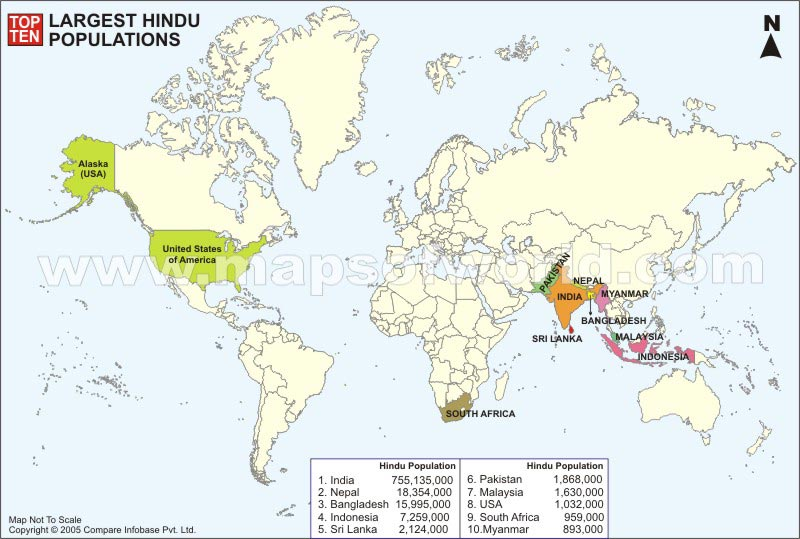 TOP TEN
LARGEST HINDU
POPULATIONS
N
Alaska
(USA)
United States
of America
www.mapsofworld.com
PAKISTAN
NEPAL
INDIA
MYANMAR
BANGLADESH
SRI LANKA
MALAYSIA
INDONESIA
SOUTH AFRICA
Hindu Population
1. India 755,135,000
2. Nepal 18,354,000
3. Bangladesh 15,995,000
4. Indonesia 7,259,000
5. Sri Lanka 2,124,000
Hindu Population
6. Pakistan 1,868,000
7. Malaysia 1,630,000
8. USA 1,032,000
9. South Africa 959,000
10.Myanmar 893,000
Map Not To Scale
Copyright © 2005 Compare Infobase Pvt. Ltd.